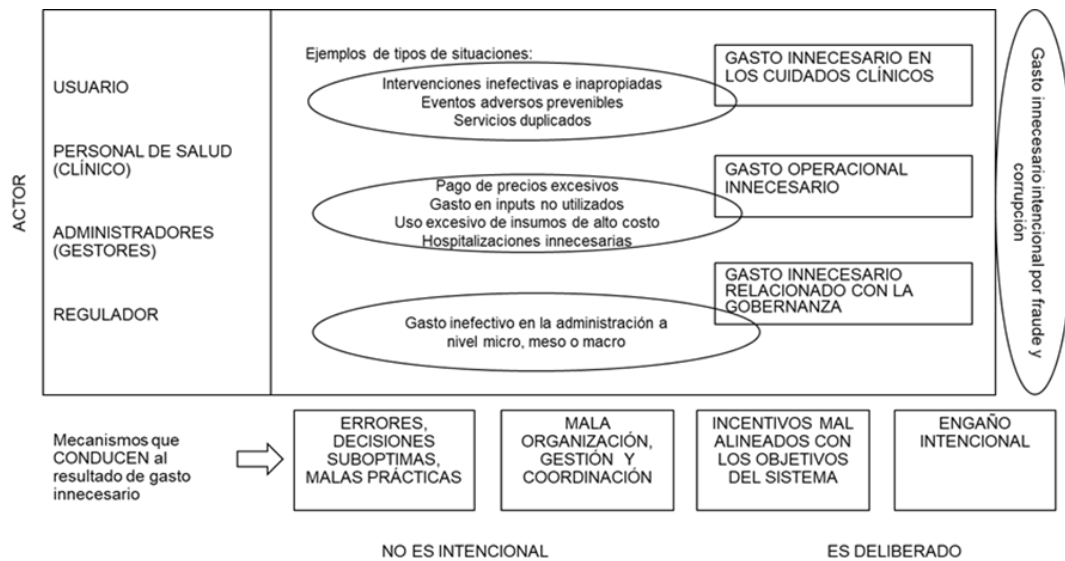 ACTOR
USUARIO
PERSONAL DE SALUD
(CLÍNICO)
ADMINISTRADORES
(GESTORES)
REGULADOR
Ejemplos de tipos de situaciones:
Intervenciones inefectivas e inapropiadas
Eventos adversos prevenibles
Servicios duplicados
GASTO INNECESARIO EN
LOS CUIDADOS CLÍNICOS
Pago de precios excesivos
Gasto en inputs no utilizados
Uso excesivo de insumos de alto costo
Hospitalizaciones innecesarias
GASTO OPERACIONAL
INNECESARIO
Gasto inefectivo en la administración a
nivel micro, meso o macro
GASTO INNECESARIO
RELACIONADO CON LA
GOBERNANZA
Gasto innecesario intencional por fraude y
corrupción
Mecanismos que
CONDUCEN al
resultado de gasto
innecesario
ERRORES,
DECISIONES
SUBOPTIMAS,
MALAS PRÁCTICAS
MALA
ORGANIZACIÓN,
GESTIÓN Y
COORDINACIÓN
INCENTIVOS MAL
ALINEADOS CON
LOS OBJETIVOS
DEL SISTEMA
ENGAÑO
INTENCIONAL
NO ES INTENCIONAL
ES DELIBERADO